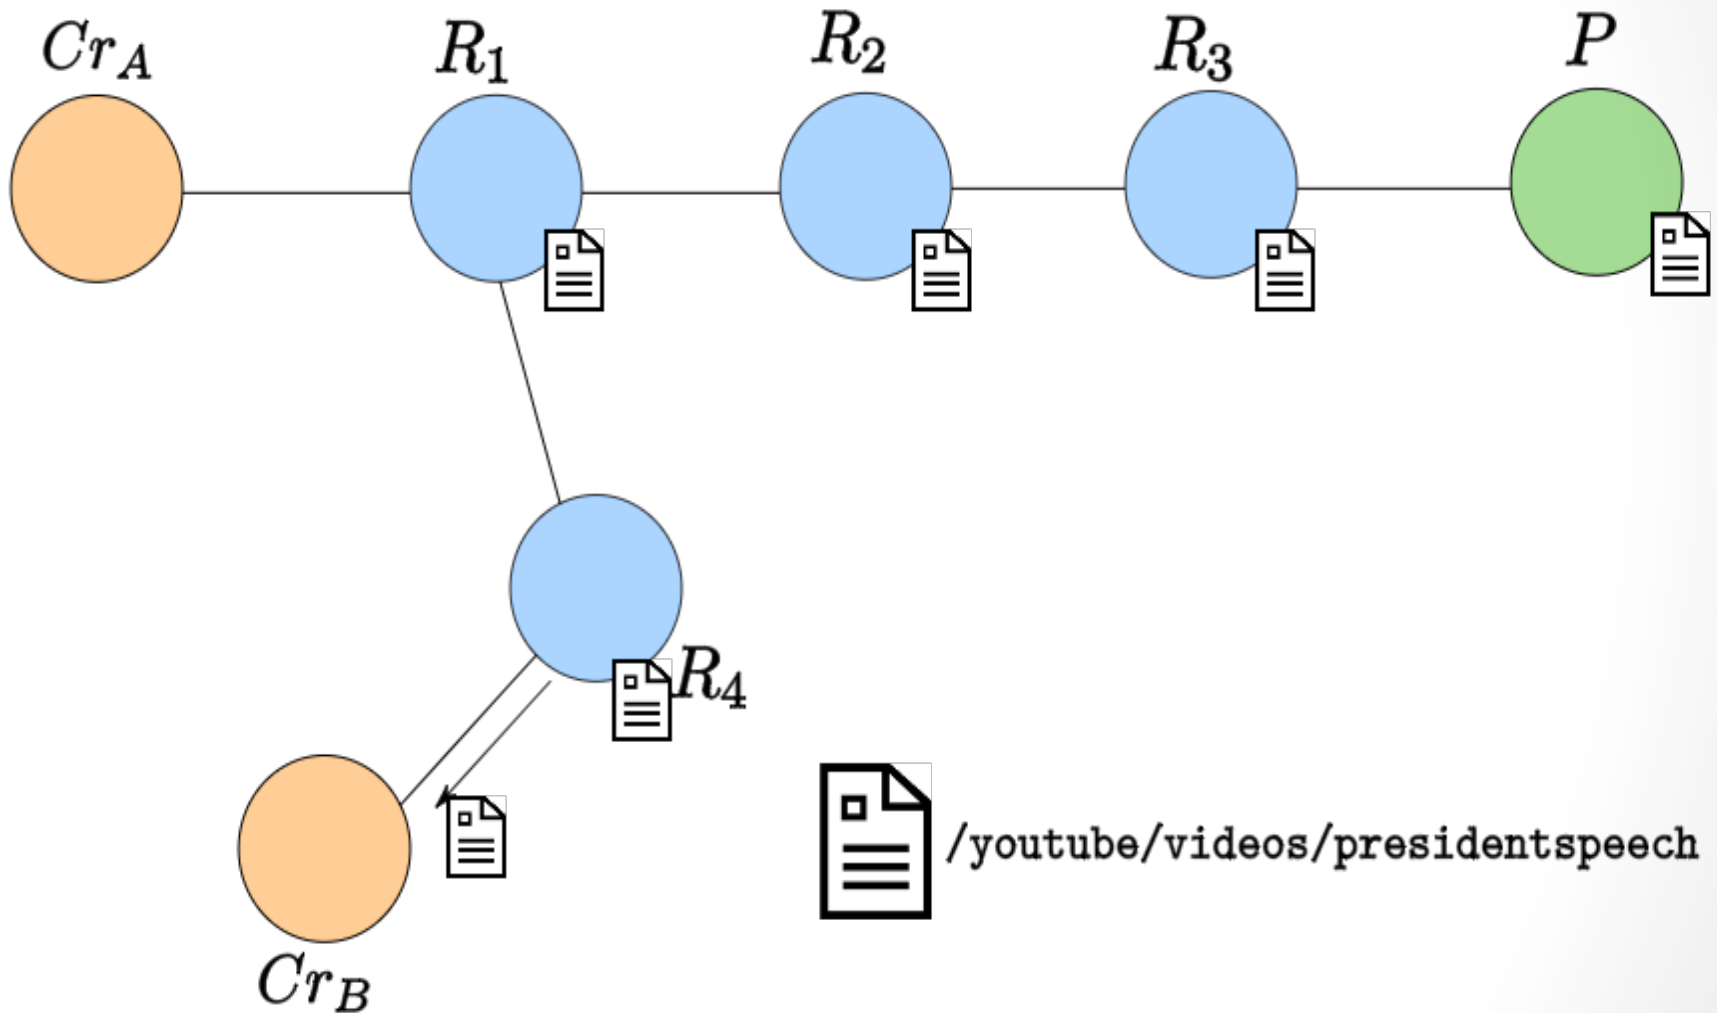 Cr_A
R_1
R_2
R_3
P
R_4
/youtube/videos/presidentspeech
Cr_B